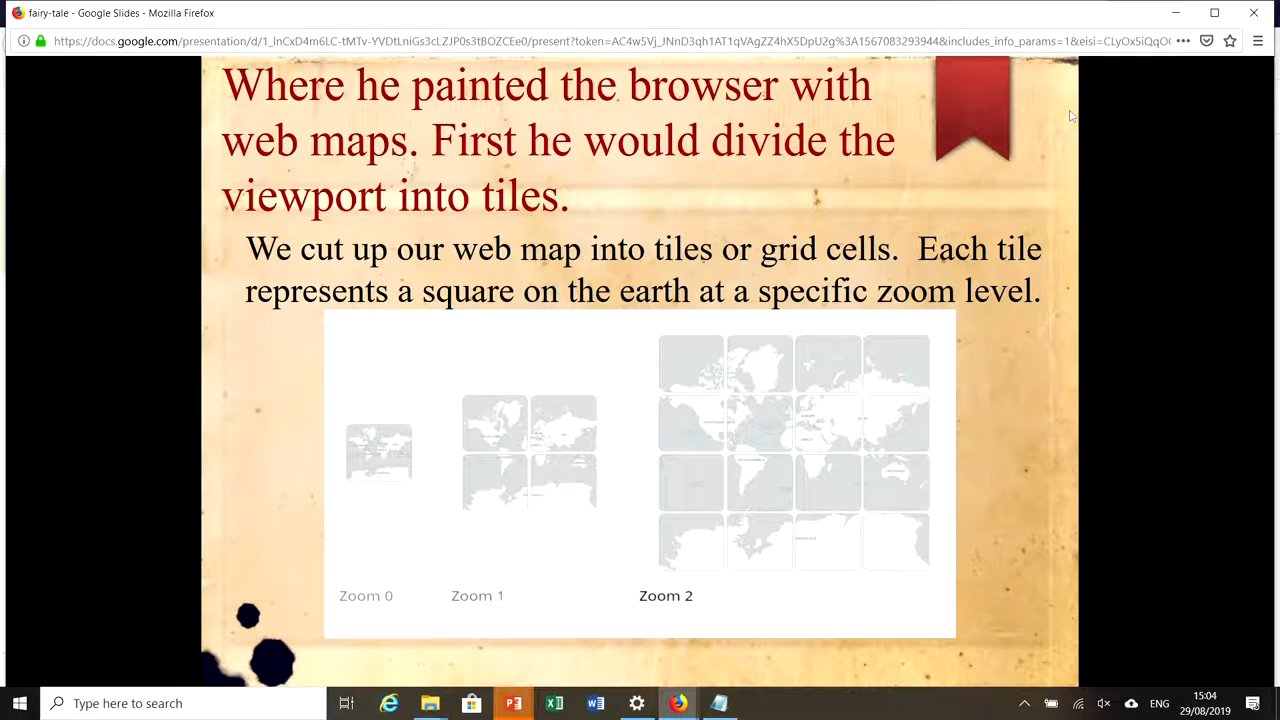 fairy-tale - Google Slides - Mozilla Firefox
https://docs.google.com/presentation/d/1_lnCxD4m6LC-tMTv-YVDtLniGs3cLZJP0s3tBOZCEe0/present?token=AC4w5Vj_JNnD3qh1AT1qVAgZZ4hX5DpU2g%3A1567083293944&includes_info_params=1&eisi=CLyOx5iQqO
Where he painted the browser with
web maps. First he would divide the
viewport into tiles.
We cut up our web map into tiles or grid cells.  Each tile
represents a square on the earth at a specific zoom level.
Zoom 0
Zoom 1
Zoom 2
Type here to search
ENG
15:04
29/08/2019